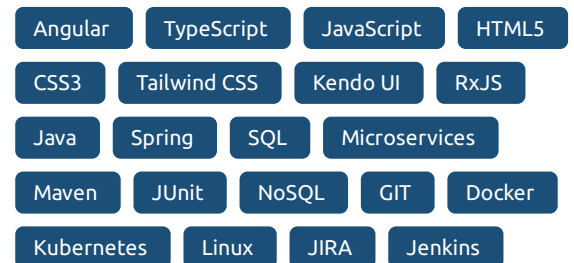 Angular TypeScript JavaScript HTML5
CSS3 Tailwind CSS Kendo UI RxJS
Java Spring SQL Microservices
Maven JUnit NoSQL GIT Docker
Kubernetes Linux JIRA Jenkins